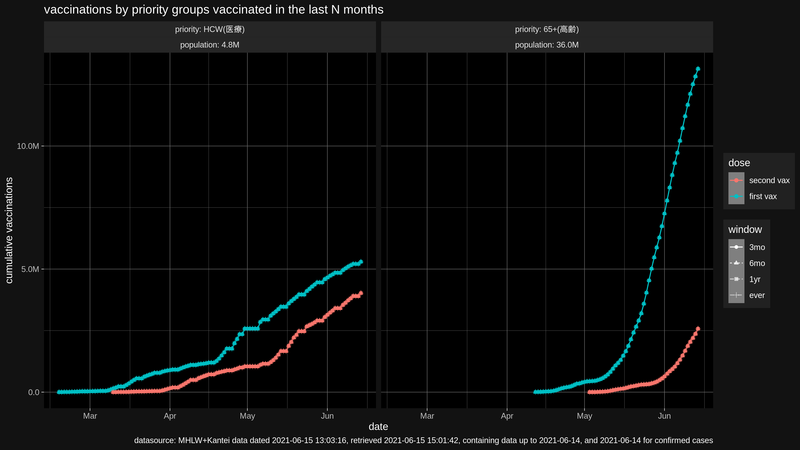 vaccinations by priority groups vaccinated in the last N months
priority: HCW(医療)
population: 4.8M
priority: 65+(高齢)
population: 36.0M
cumulative vaccinations
10.0M
5.0M
0.0
Mar
Apr
May
Jun
Mar
Apr
May
Jun
date
dose
second vax
first vax
window
3mo
6mo
1yr
ever
datasource: MHLW+Kantei data dated 2021-06-15 13:03:16, retrieved 2021-06-15 15:01:42, containing data up to 2021-06-14, and 2021-06-14 for confirmed cases